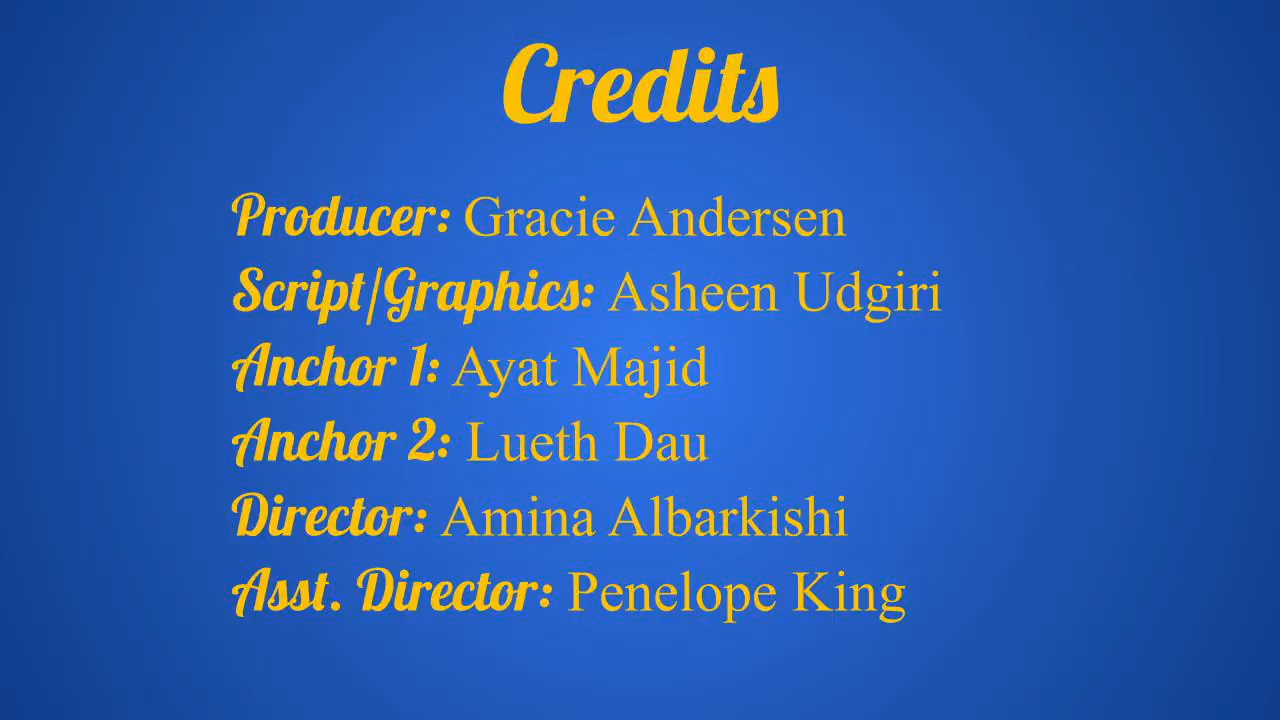 Credits
Producer: Gracie Andersen
Script/Graphics: Asheen Udgiri
Anchor 1: Ayat Majid
Anchor 2: Lueth Dau
Director: Amina Albarkishi
Asst. Director: Penelope King